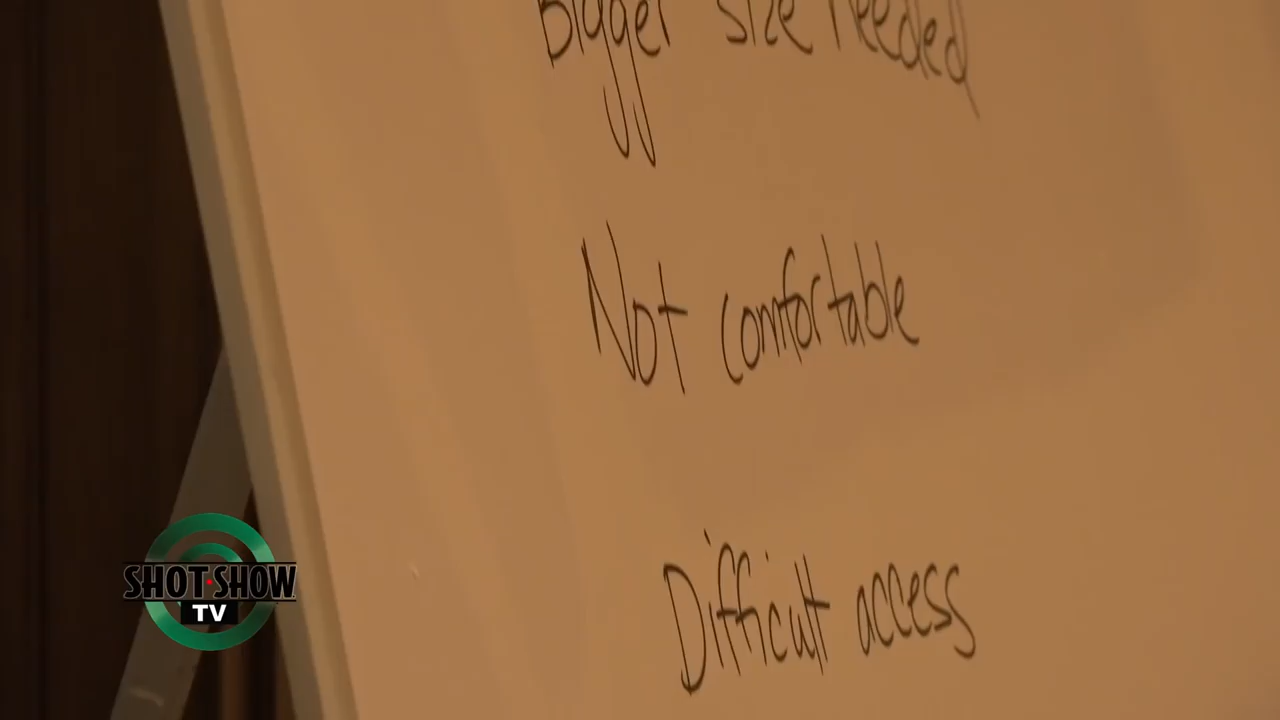 Bigger size needed
Not comfortable
Difficult access
SHOT SHOW
TV